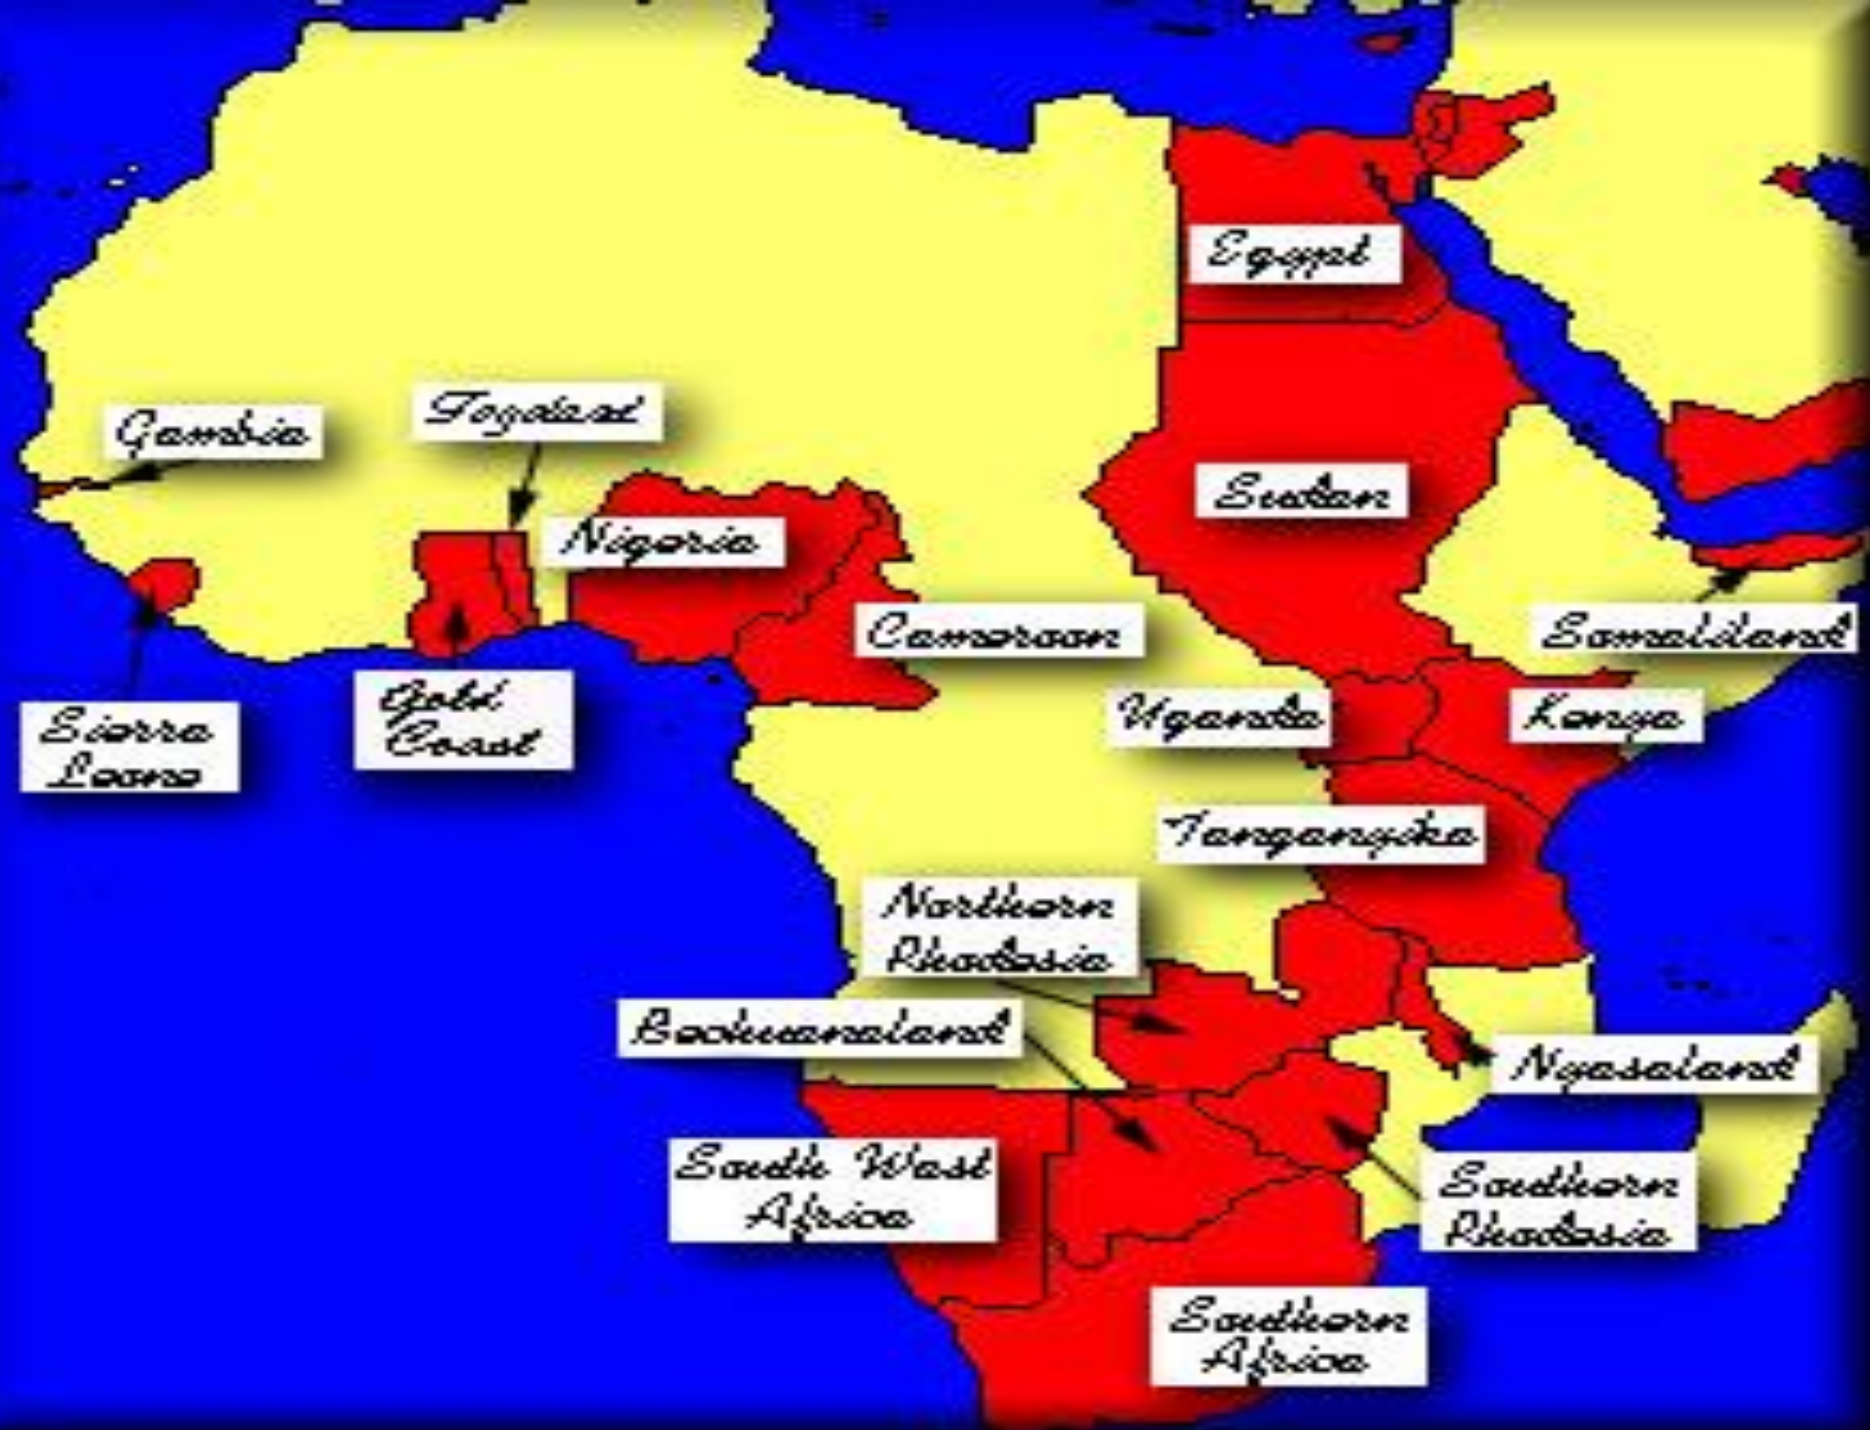 Egypt
Gambia
Togoland
Sudan
Nigeria
Cameroon
Somaliland
Uganda
Kenya
Sierra
Leone
Gold
Coast
Tanganyika
Northern
Rhodesia
Bechuanaland
Nyasaland
South West
Africa
Southern
Rhodesia
Southern
Africa